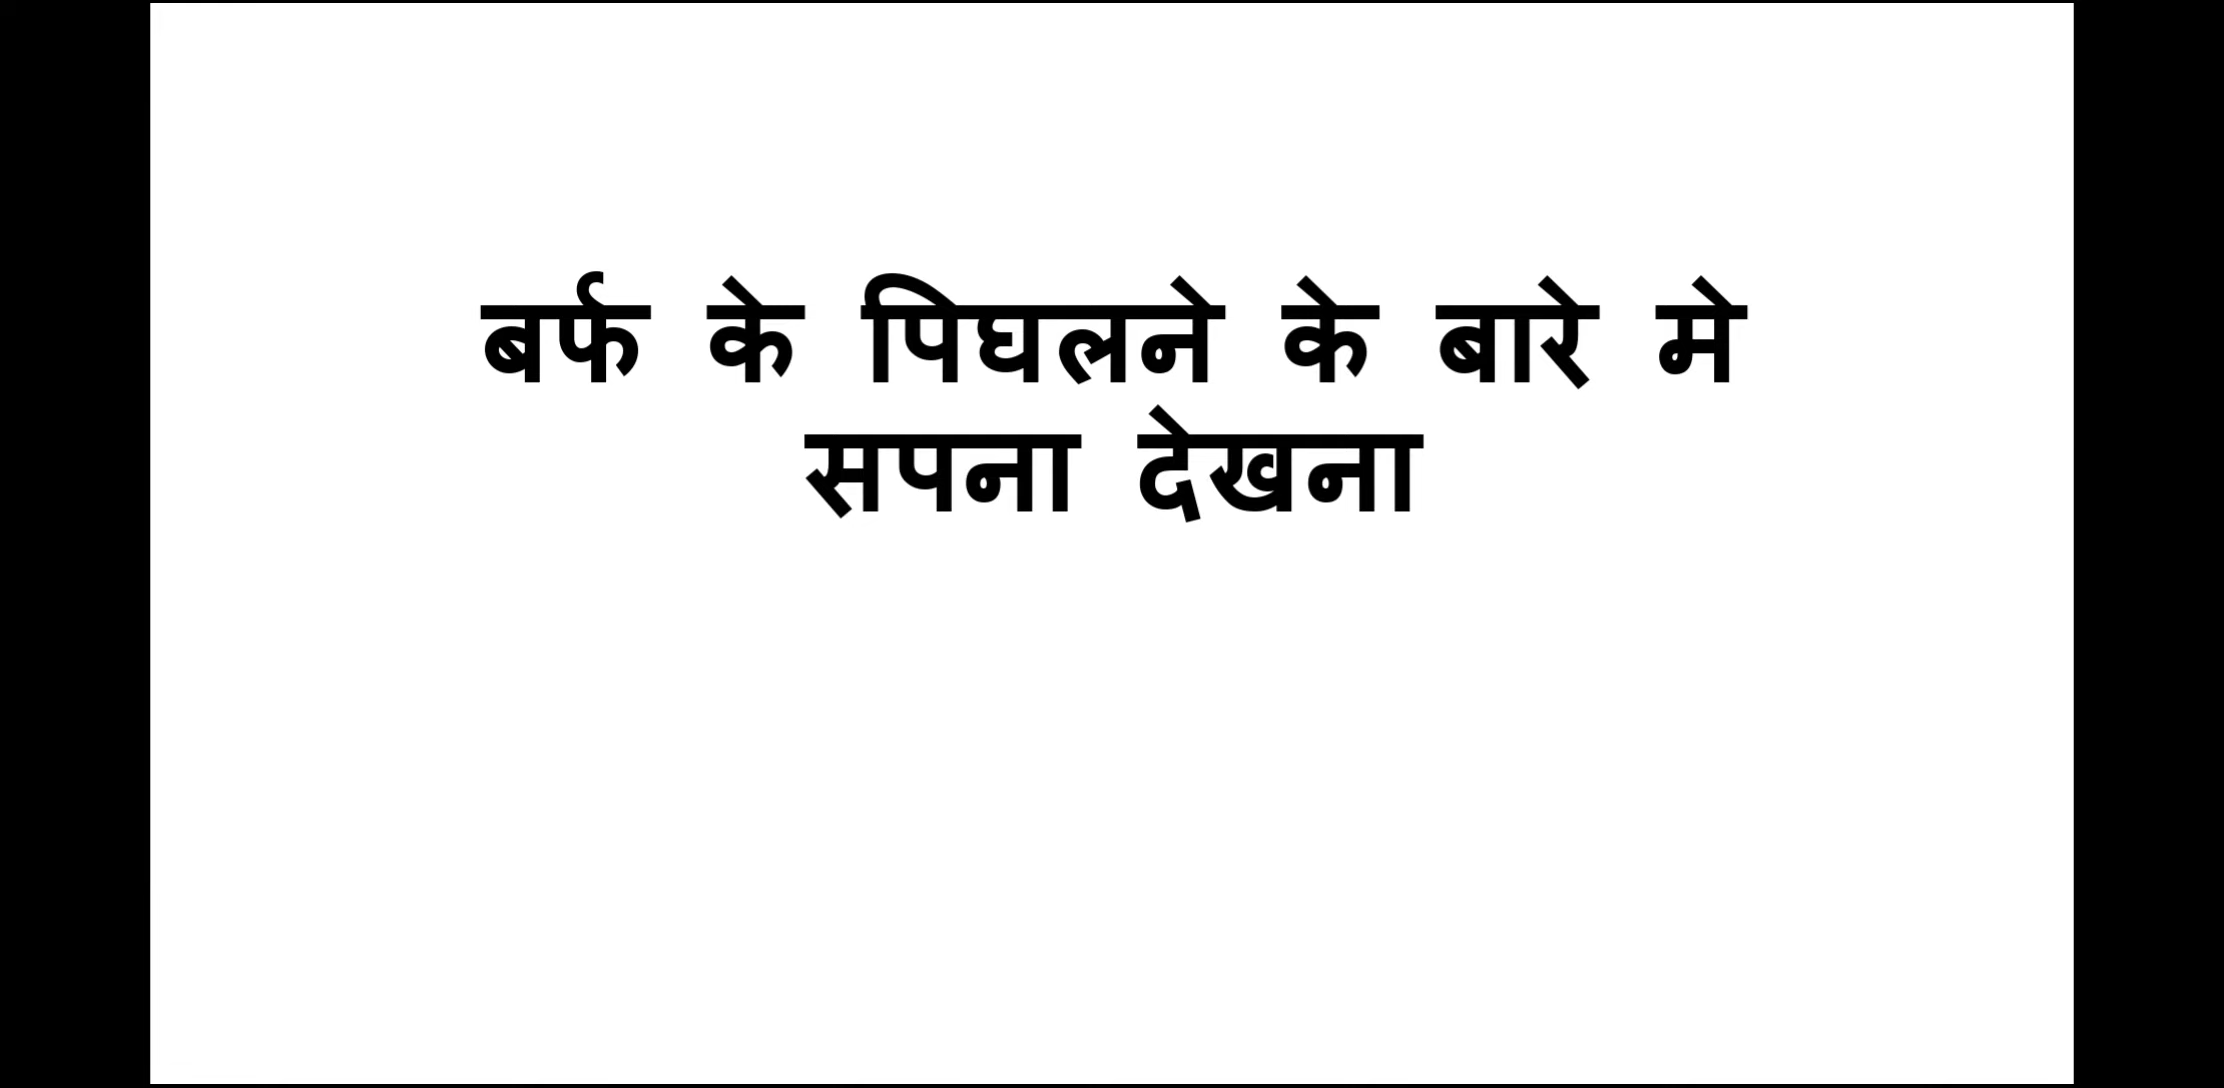 बर्फ के पिघलने के बारे मे
सपना देखना